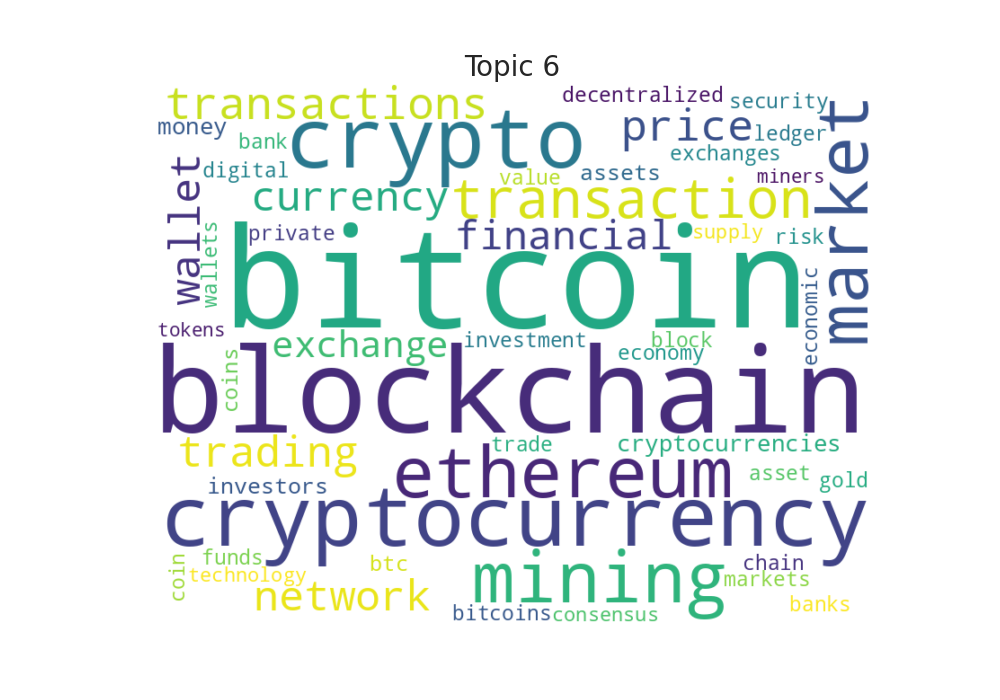 Topic 6
transactions
decentralized
security
market
money
bank
crypto
price
ledger
exchanges
wallet
digital
currency
value
assets
miners
transaction
wallets
private
financial
supply
risk
bitcoin
economic
tokens
exchange
investment
block
economy
coins
blockchain
trading
trade
cryptocurrencies
ethereum
asset
gold
investors
cryptocurrency
coin
funds
technology
btc
mining
chain
markets
network
bitcoins
consensus
banks